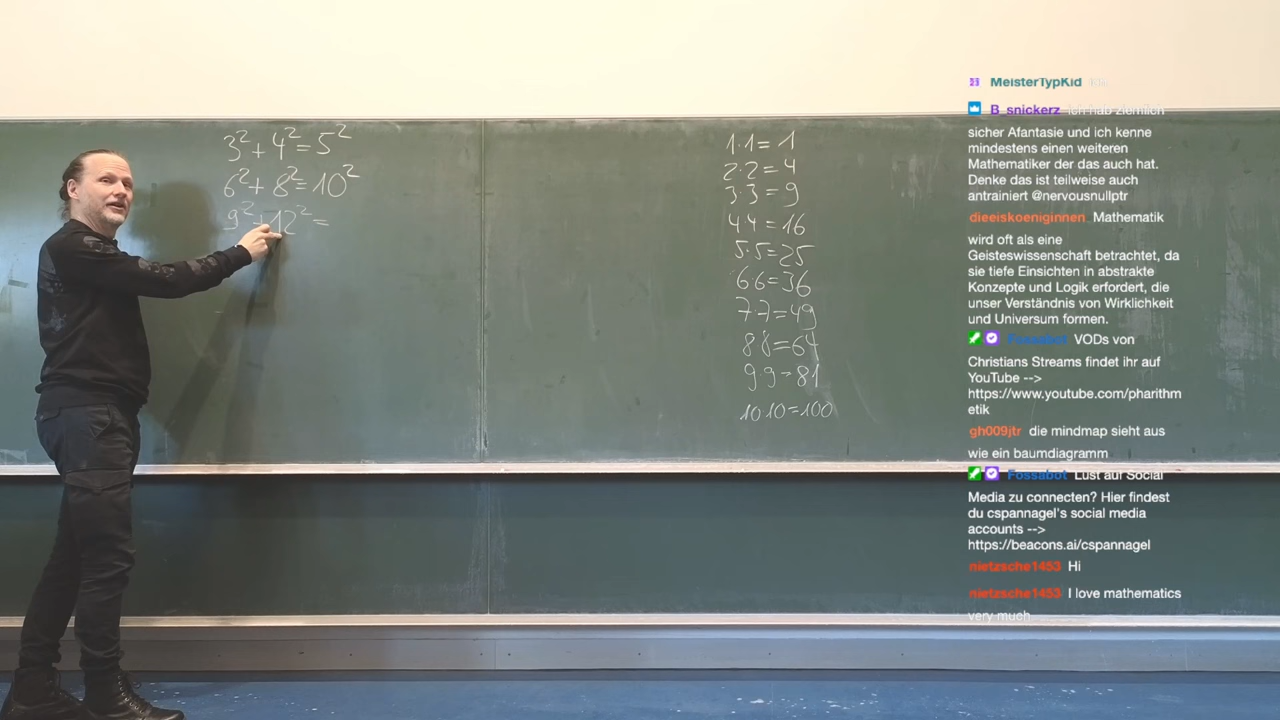 3² + 4² = 5²
6² + 8² = 10²
9² + 12² =
1·1 = 1
2·2 = 4
3·3 = 9
4·4 = 16
5·5 = 25
6·6 = 36
7·7 = 49
8·8 = 64
9·9 = 81
10·10 = 100
MeisterTypKid
B_snickerz ich hab ziemlich
sicher Afantasie und ich kenne
mindestens einen weiteren
Mathematiker der das auch hat.
Denke das ist teilweise auch
antrainiert @nervousnullptr
dieeiskoeniginnen Mathematik
wird oft als eine
Geisteswissenschaft betrachtet, da
sie tiefe Einsichten in abstrakte
Konzepte und Logik erfordert, die
unser Verständnis von Wirklichkeit
und Universum formen.
Fossabot VODs von
Christians Streams findet ihr auf
YouTube -->
https://www.youtube.com/pharithm
etik
gh009jtr die mindmap sieht aus
wie ein baumdiagramm
Fossabot Lust auf Social
Media zu connecten? Hier findest
du cspannagel's social media
accounts -->
https://beacons.ai/cspannagel
nietzsche1453 Hi
nietzsche1453 I love mathematics
very much